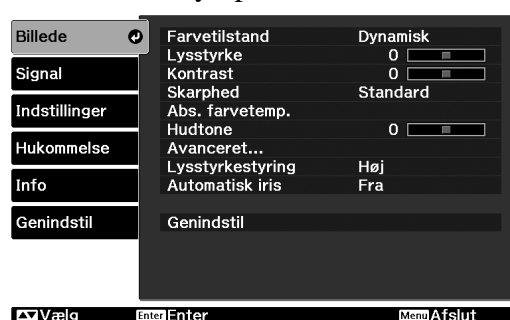 Billede
Signal
Indstillinger
Hukommelse
Info
Genindstil
Farvetilstand Dynamisk
Lysstyrke 0
Kontrast 0
Skarphed Standard
Abs. farvetemp.
Hudtone 0
Avanceret...
Lysstyrkestyring Høj
Automatisk iris Fra
Genindstil
Vælg Enter Enter Menu Afslut